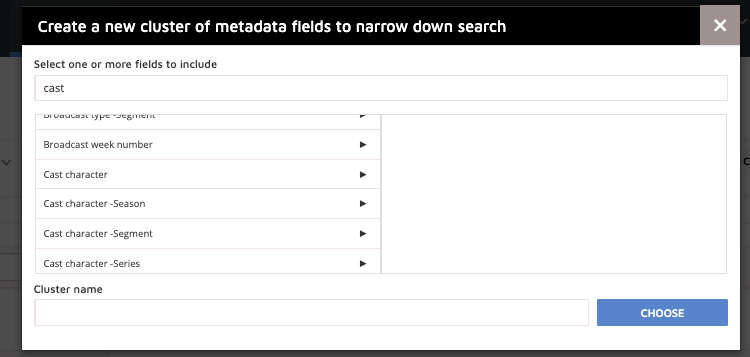 Create a new cluster of metadata fields to narrow down search
Select one or more fields to include
cast
Broadcast type -Segment
Broadcast week number
Cast character
Cast character -Season
Cast character -Segment
Cast character -Series
Cluster name
CHOOSE